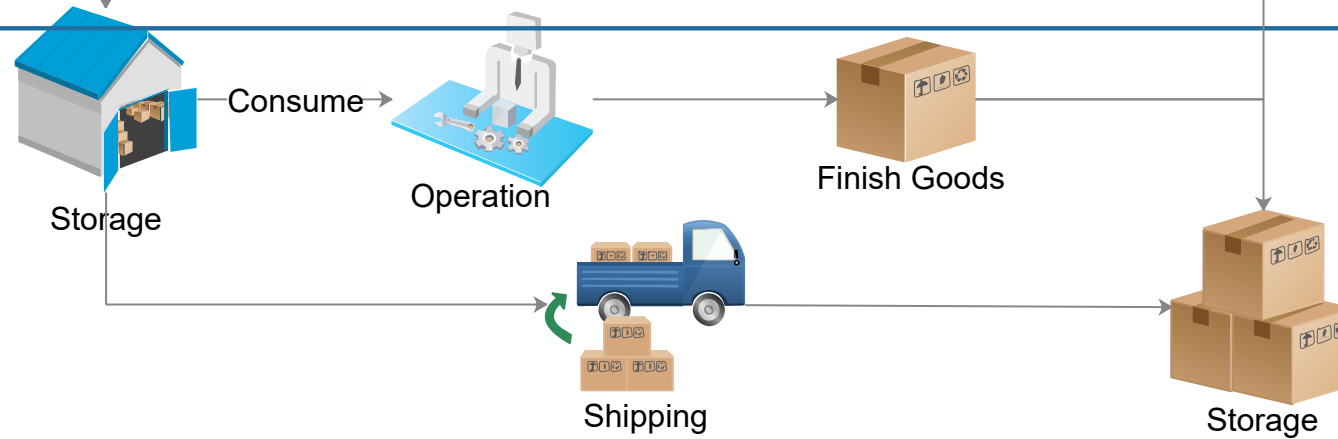 Consume
Operation
Finish Goods
Storage
Shipping
Storage